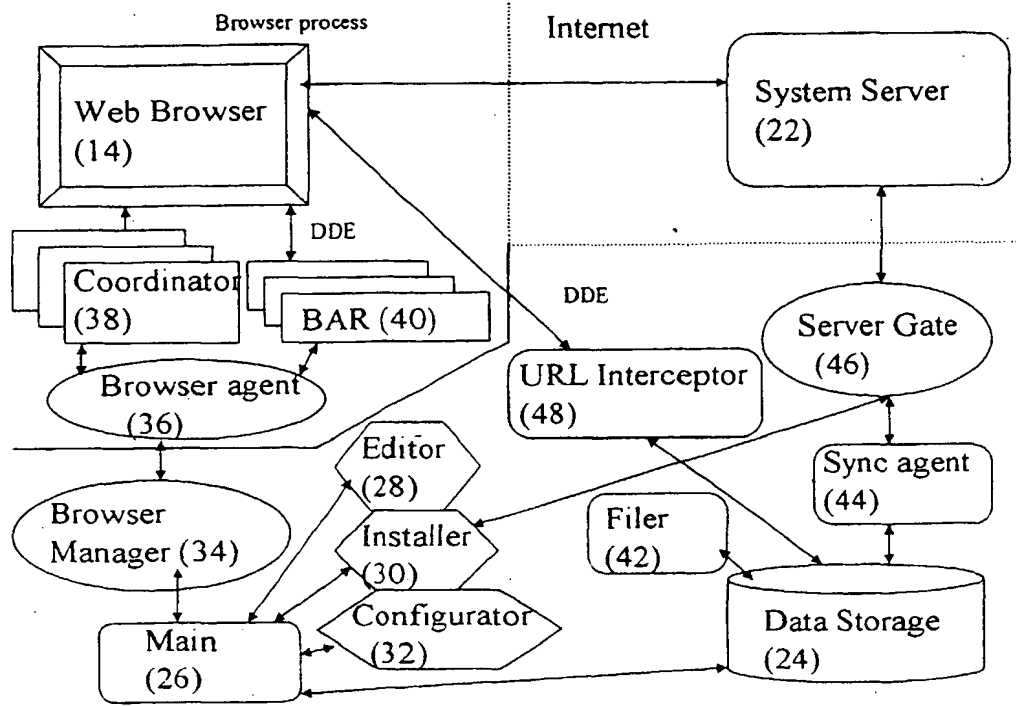 Browser process
Internet
Web Browser
(14)
System Server
(22)
DDE
Coordinator
(38)
BAR (40)
DDE
Server Gate
(46)
Browser agent
(36)
URL Interceptor
(48)
Editor
(28)
Sync agent
(44)
Browser
Manager (34)
Installer
(30)
Filer
(42)
Configurator
(32)
Main
(26)
Data Storage
(24)